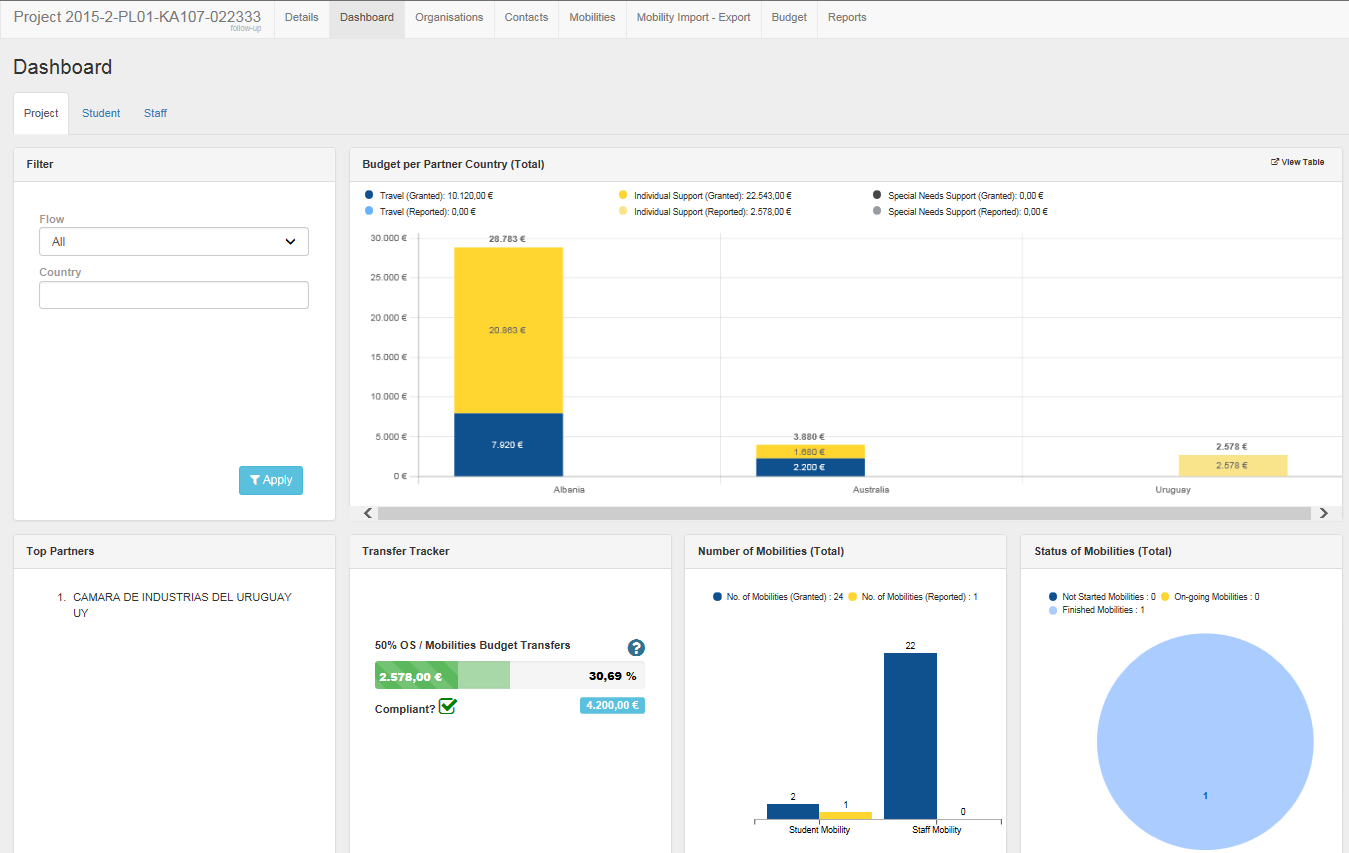 Project 2015-2-PL01-KA107-022333
follow-up
Details
Dashboard
Organisations
Contacts
Mobilities
Mobility Import - Export
Budget
Reports
Dashboard
Project
Student
Staff
Filter
Flow
All
Country
Apply
Budget per Partner Country (Total)
View Table
Travel (Granted): 10.120,00 €
Individual Support (Granted): 22.543,00 €
Special Needs Support (Granted): 0,00 €
Travel (Reported): 0,00 €
Individual Support (Reported): 2.578,00 €
Special Needs Support (Reported): 0,00 €
30.000 €
25.000 €
20.000 €
15.000 €
10.000 €
5.000 €
0 €
28.783 €
20.863 €
7.920 €
3.880 €
1.680 €
2.200 €
2.578 €
2.578 €
Albania
Australia
Uruguay
Top Partners
1. CAMARA DE INDUSTRIAS DEL URUGUAY
UY
Transfer Tracker
50% OS / Mobilities Budget Transfers
?
2.578,00 €
30,69 %
Compliant?
4.200,00 €
Number of Mobilities (Total)
No. of Mobilities (Granted) : 24
No. of Mobilities (Reported) : 1
22
2
1
0
Student Mobility
Staff Mobility
Status of Mobilities (Total)
Not Started Mobilities : 0
On-going Mobilities : 0
Finished Mobilities : 1
1